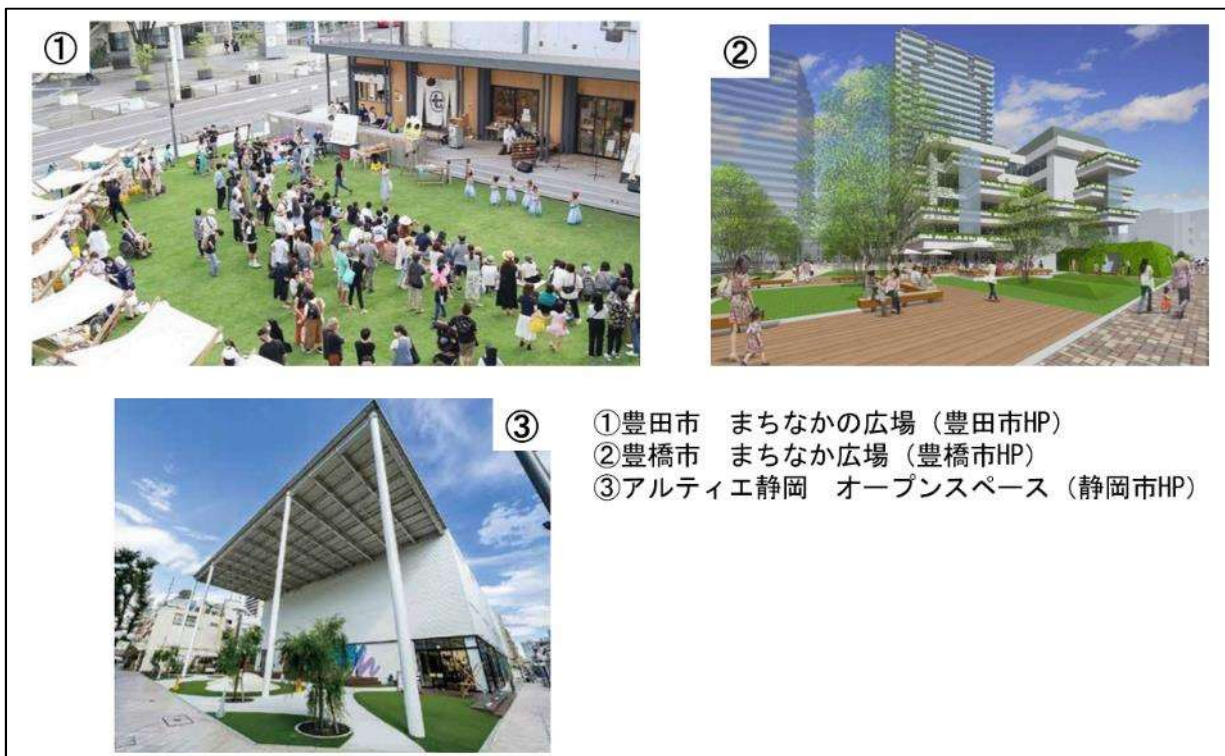 ①
②
③
①豊田市　まちなかの広場（豊田市HP）
②豊橋市　まちなか広場（豊橋市HP）
③アルティエ静岡　オープンスペース（静岡市HP）